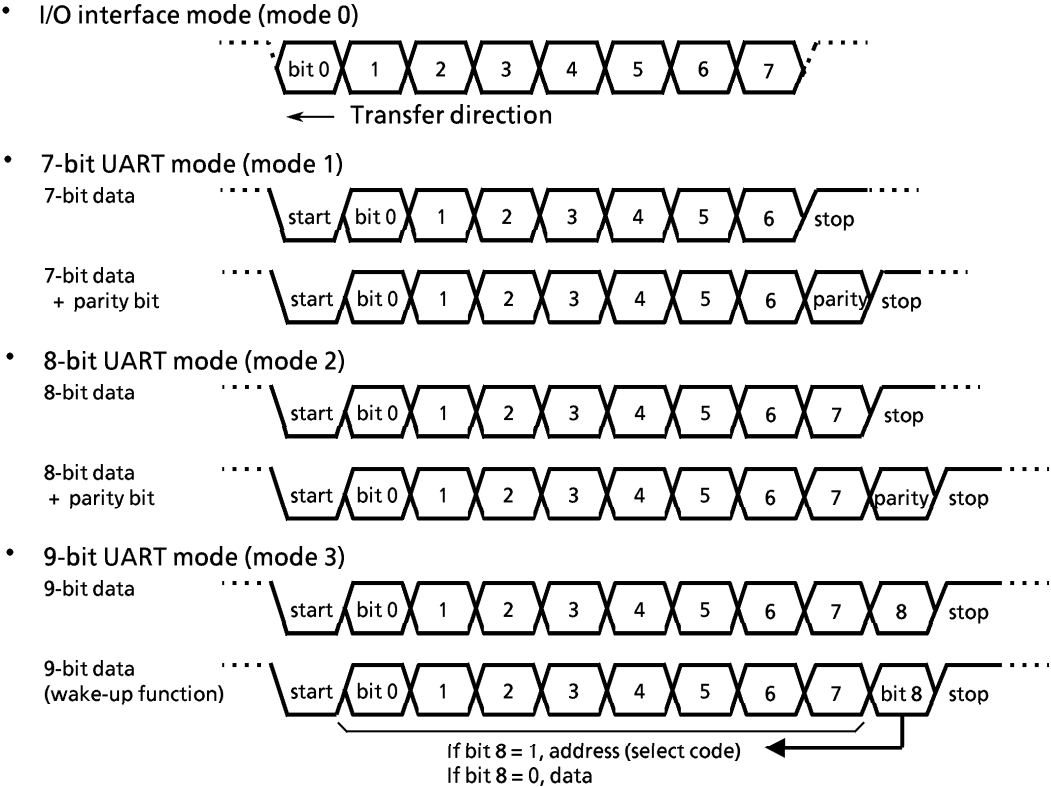 • I/O interface mode (mode 0)
bit 0 1 2 3 4 5 6 7
Transfer direction
• 7-bit UART mode (mode 1)
7-bit data start bit 0 1 2 3 4 5 6 stop
7-bit data
+ parity bit start bit 0 1 2 3 4 5 6 parity stop
• 8-bit UART mode (mode 2)
8-bit data start bit 0 1 2 3 4 5 6 7 stop
8-bit data
+ parity bit start bit 0 1 2 3 4 5 6 7 parity stop
• 9-bit UART mode (mode 3)
9-bit data start bit 0 1 2 3 4 5 6 7 8 stop
9-bit data
(wake-up function) start bit 0 1 2 3 4 5 6 7 bit 8 stop
If bit 8 = 1, address (select code)
If bit 8 = 0, data